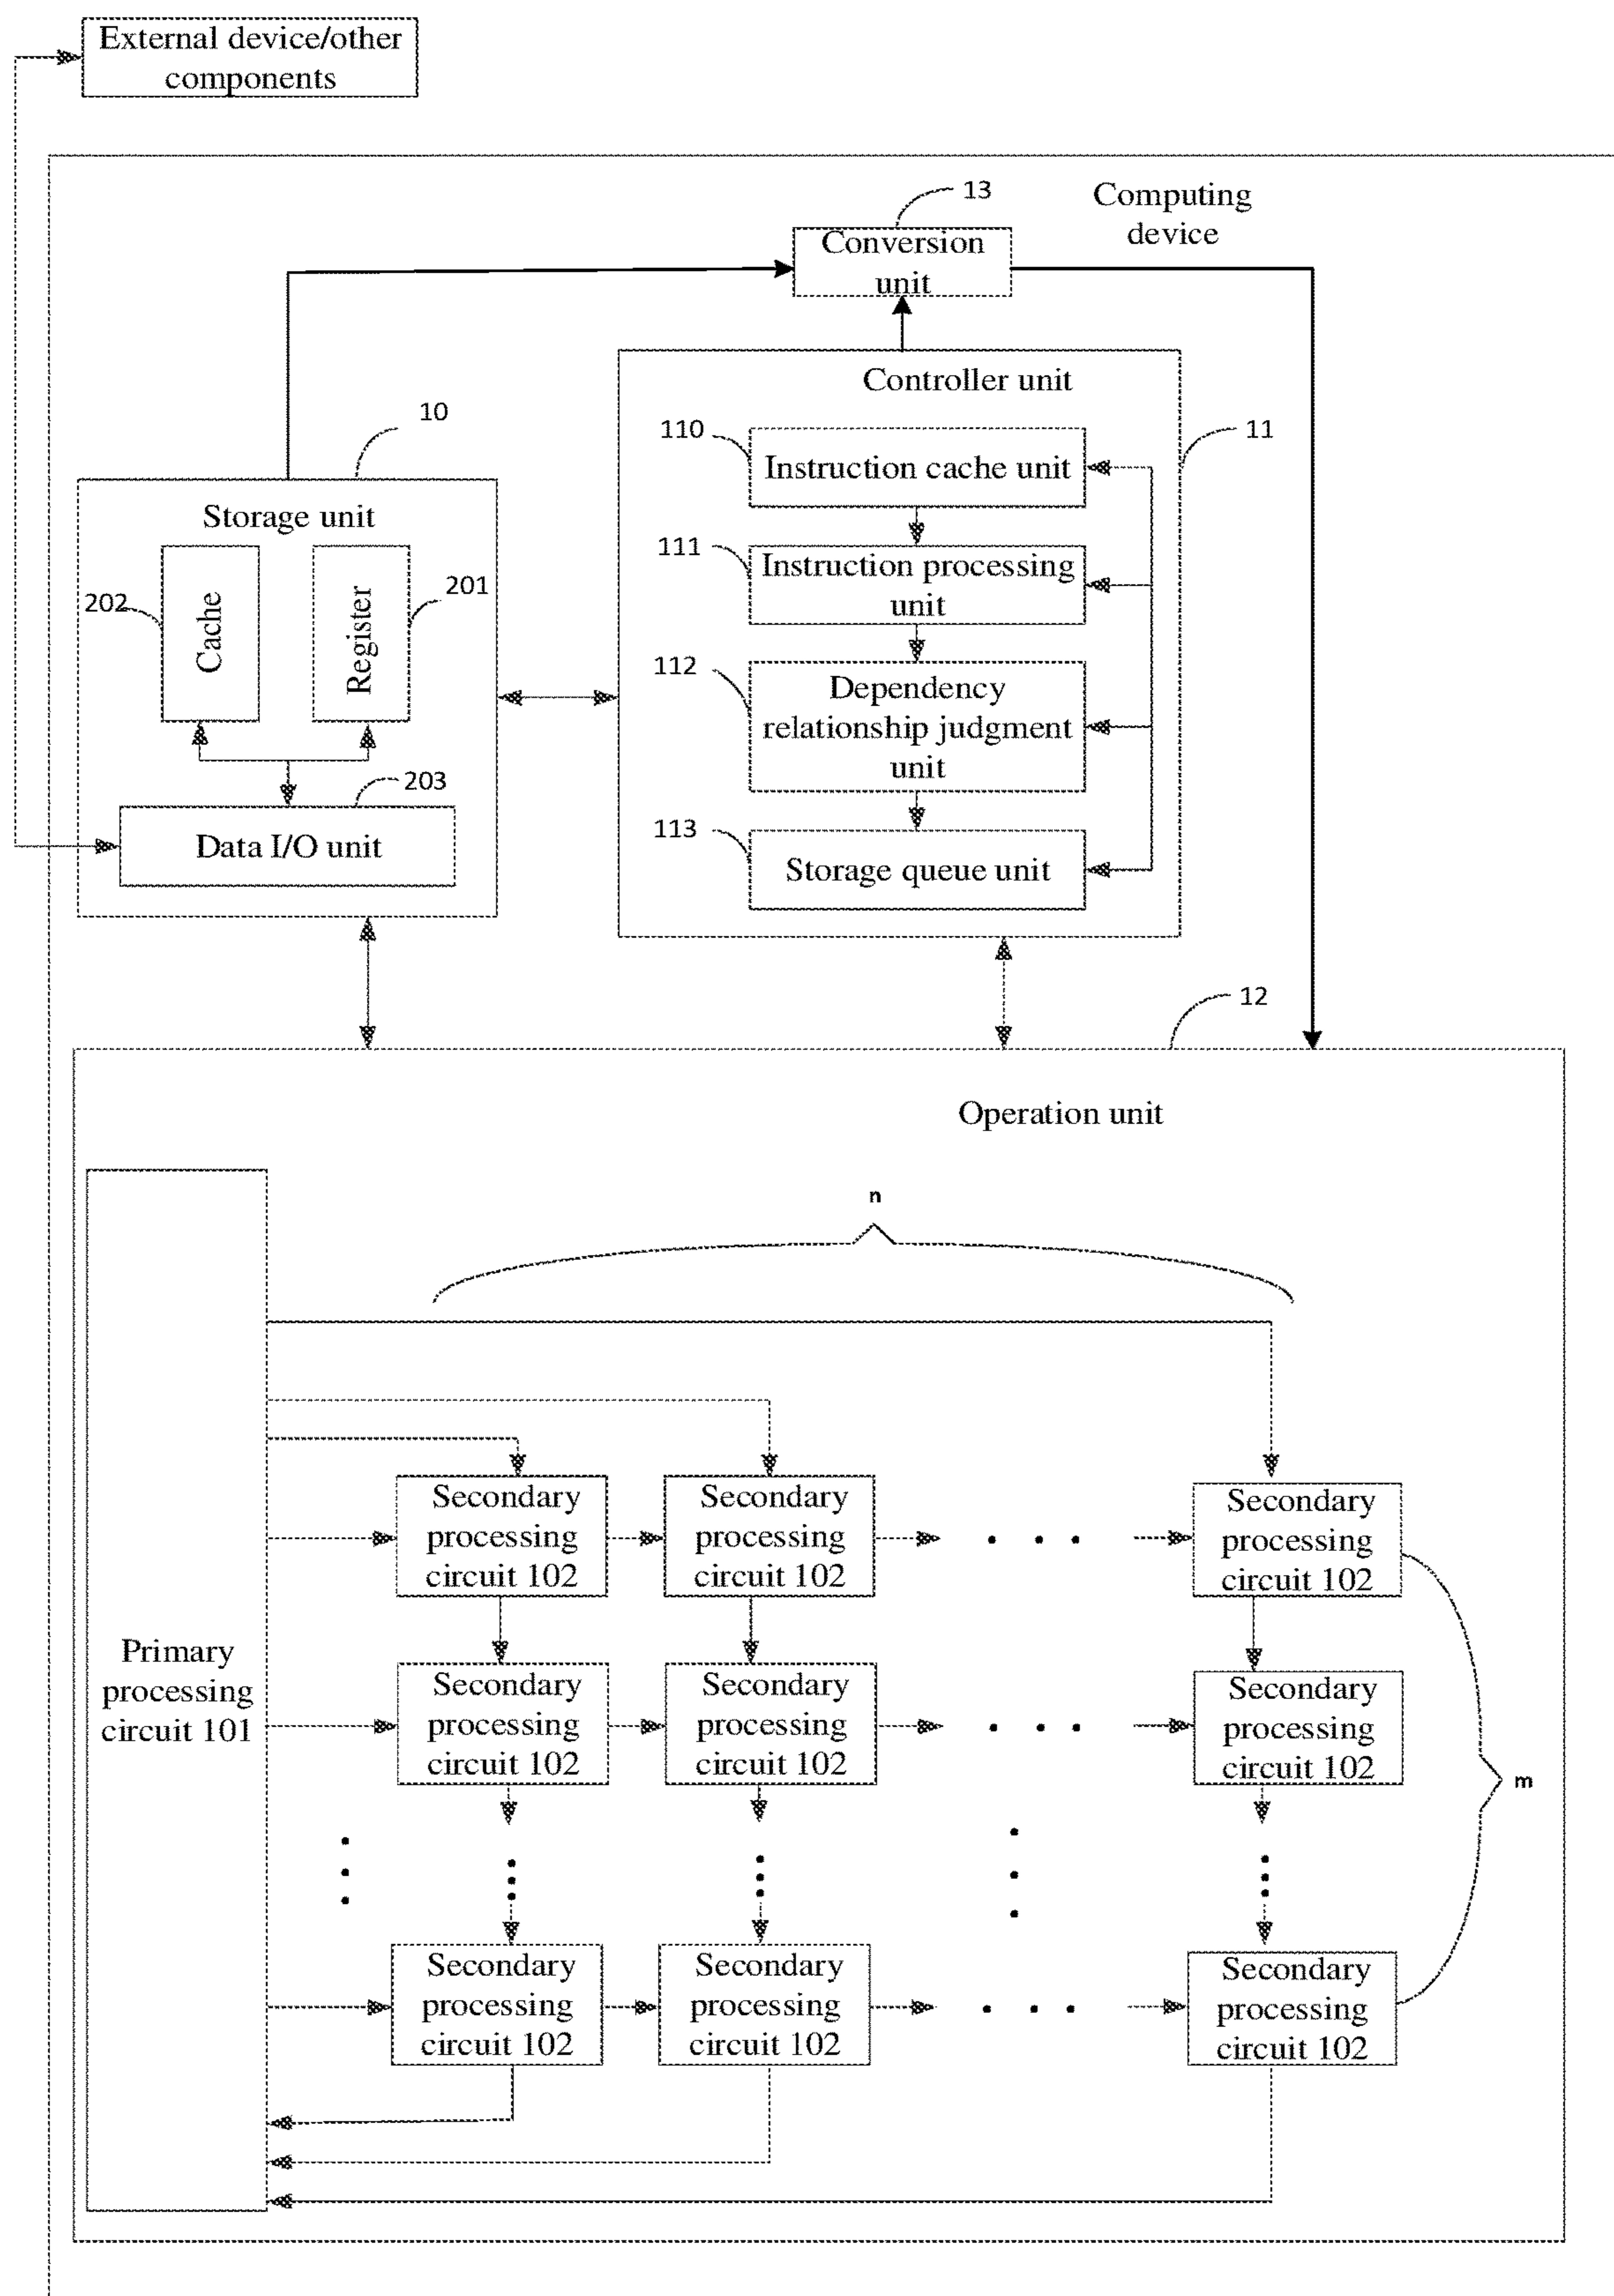 External device/other
components
13
Computing
device
Conversion
unit
Controller unit
10
110
11
Instruction cache unit
Storage unit
111
Instruction processing
unit
202
Cache
Register
201
112
Dependency
relationship judgment
unit
203
Data I/O unit
113
Storage queue unit
12
Operation unit
n
Secondary
processing
circuit 102
Secondary
processing
circuit 102
Secondary
processing
circuit 102
Primary
processing
circuit 101
Secondary
processing
circuit 102
Secondary
processing
circuit 102
Secondary
processing
circuit 102
m
Secondary
processing
circuit 102
Secondary
processing
circuit 102
Secondary
processing
circuit 102